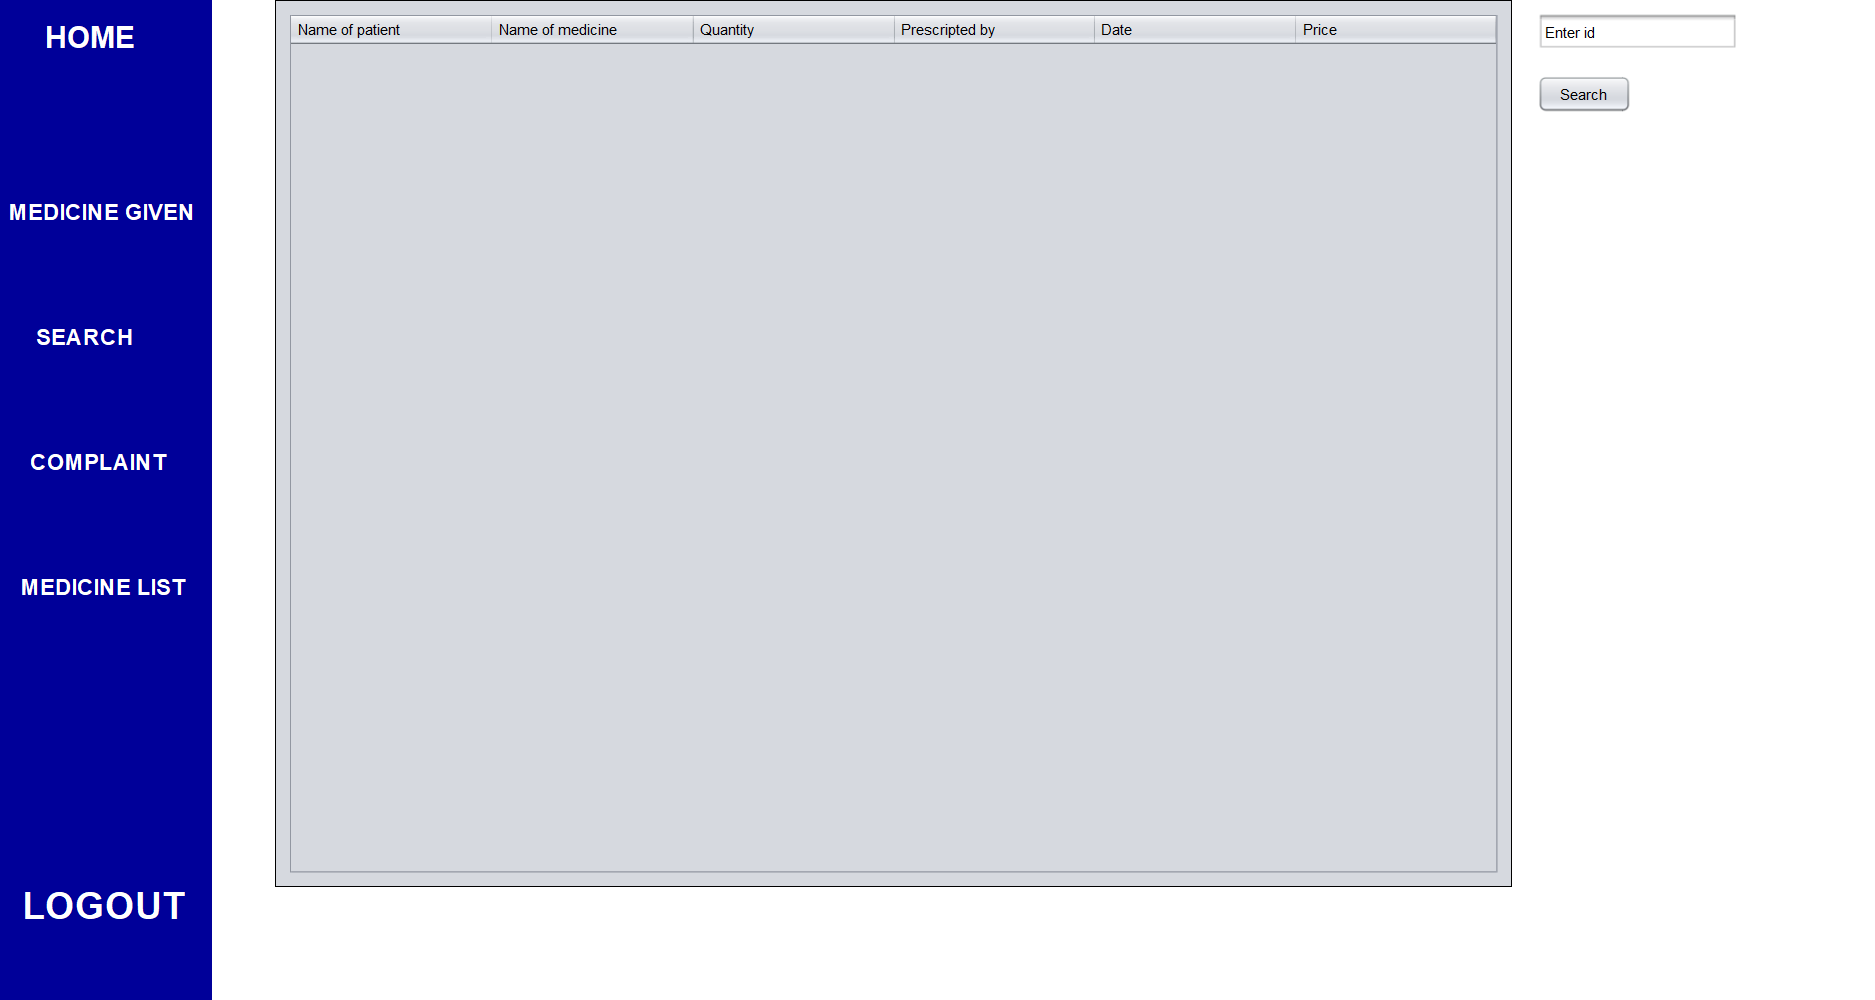 HOME
MEDICINE GIVEN
SEARCH
COMPLAINT
MEDICINE LIST
LOGOUT
Name of patient Name of medicine Quantity Prescripted by Date Price
Enter id
Search